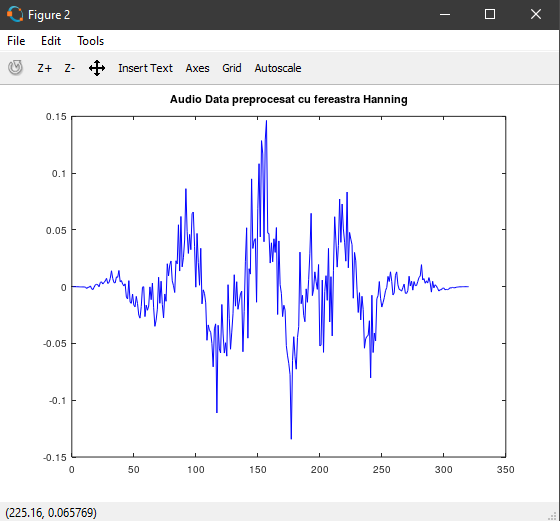 Figure 2
File Edit Tools
Z+ Z- Insert Text Axes Grid Autoscale
Audio Data preprocesat cu fereastra Hanning
0.15
0.1
0.05
0
-0.05
-0.1
-0.15
0 50 100 150 200 250 300 350
(225.16, 0.065769)